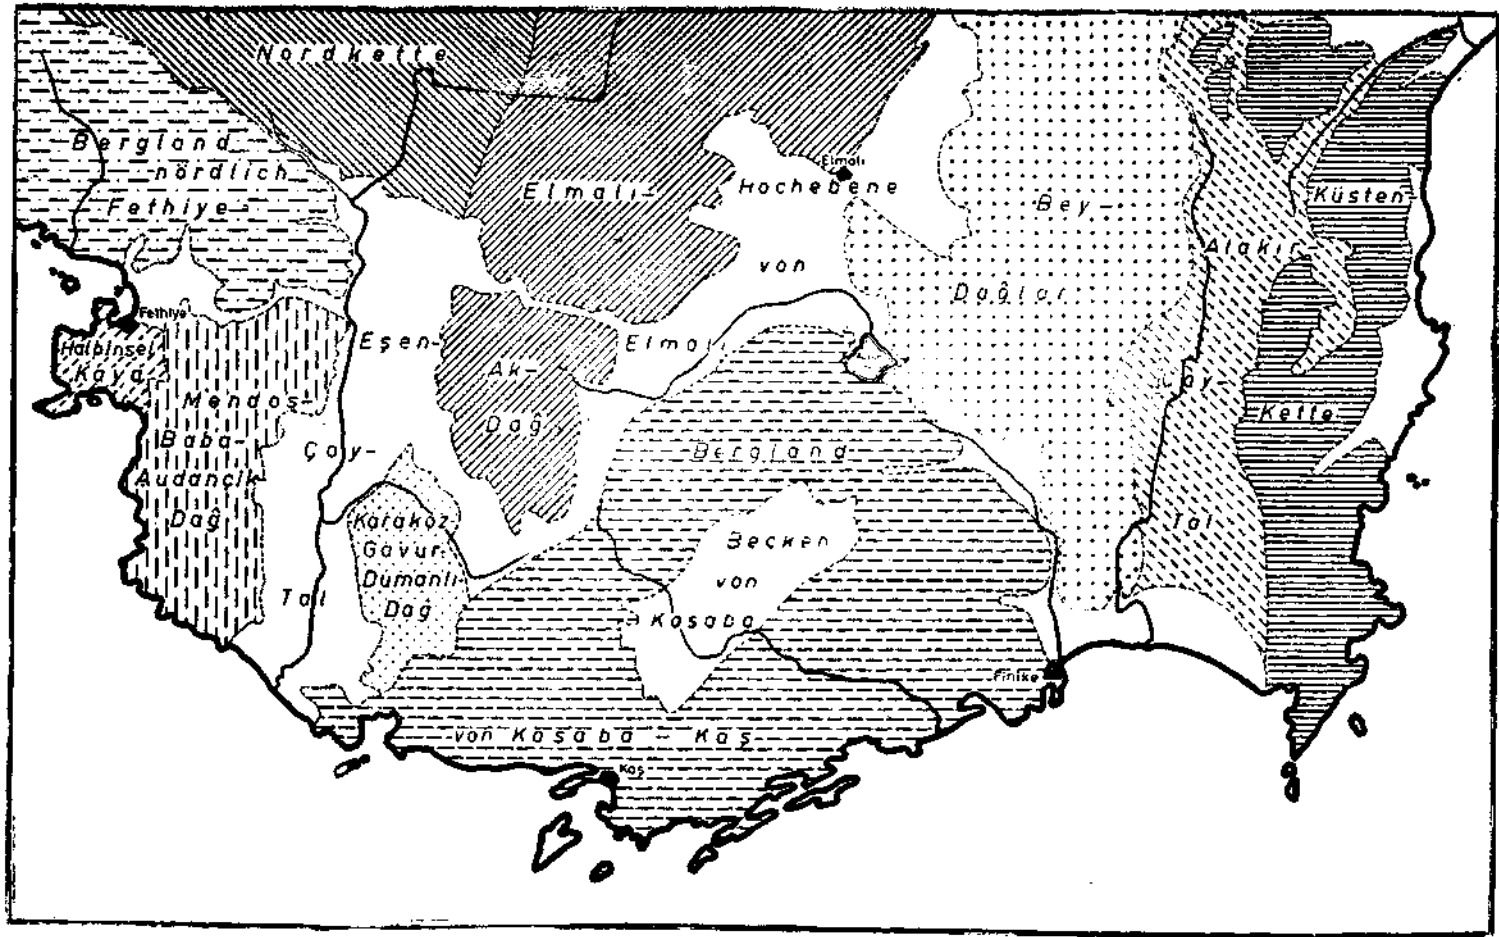 Nordkette
Bergland
nördlich
Fethiye
Elmalı-
Elmalı
Hochebene
von
Elmalı
Bey-
Dağlar
Küsten-
Kette
Alakır-
Çay-
Tal
Fethiye
Halbinsel
Kaya
Mendos
Baba-
Audançik
Dağ
Eşen-
Çay-
Tal
Ak-
Dağ
Karaköz
Gavur
Dumanlı
Dağ
Bergland
von Kasaba - Kaş
Becken
von
Kasaba
Finike
Kaş